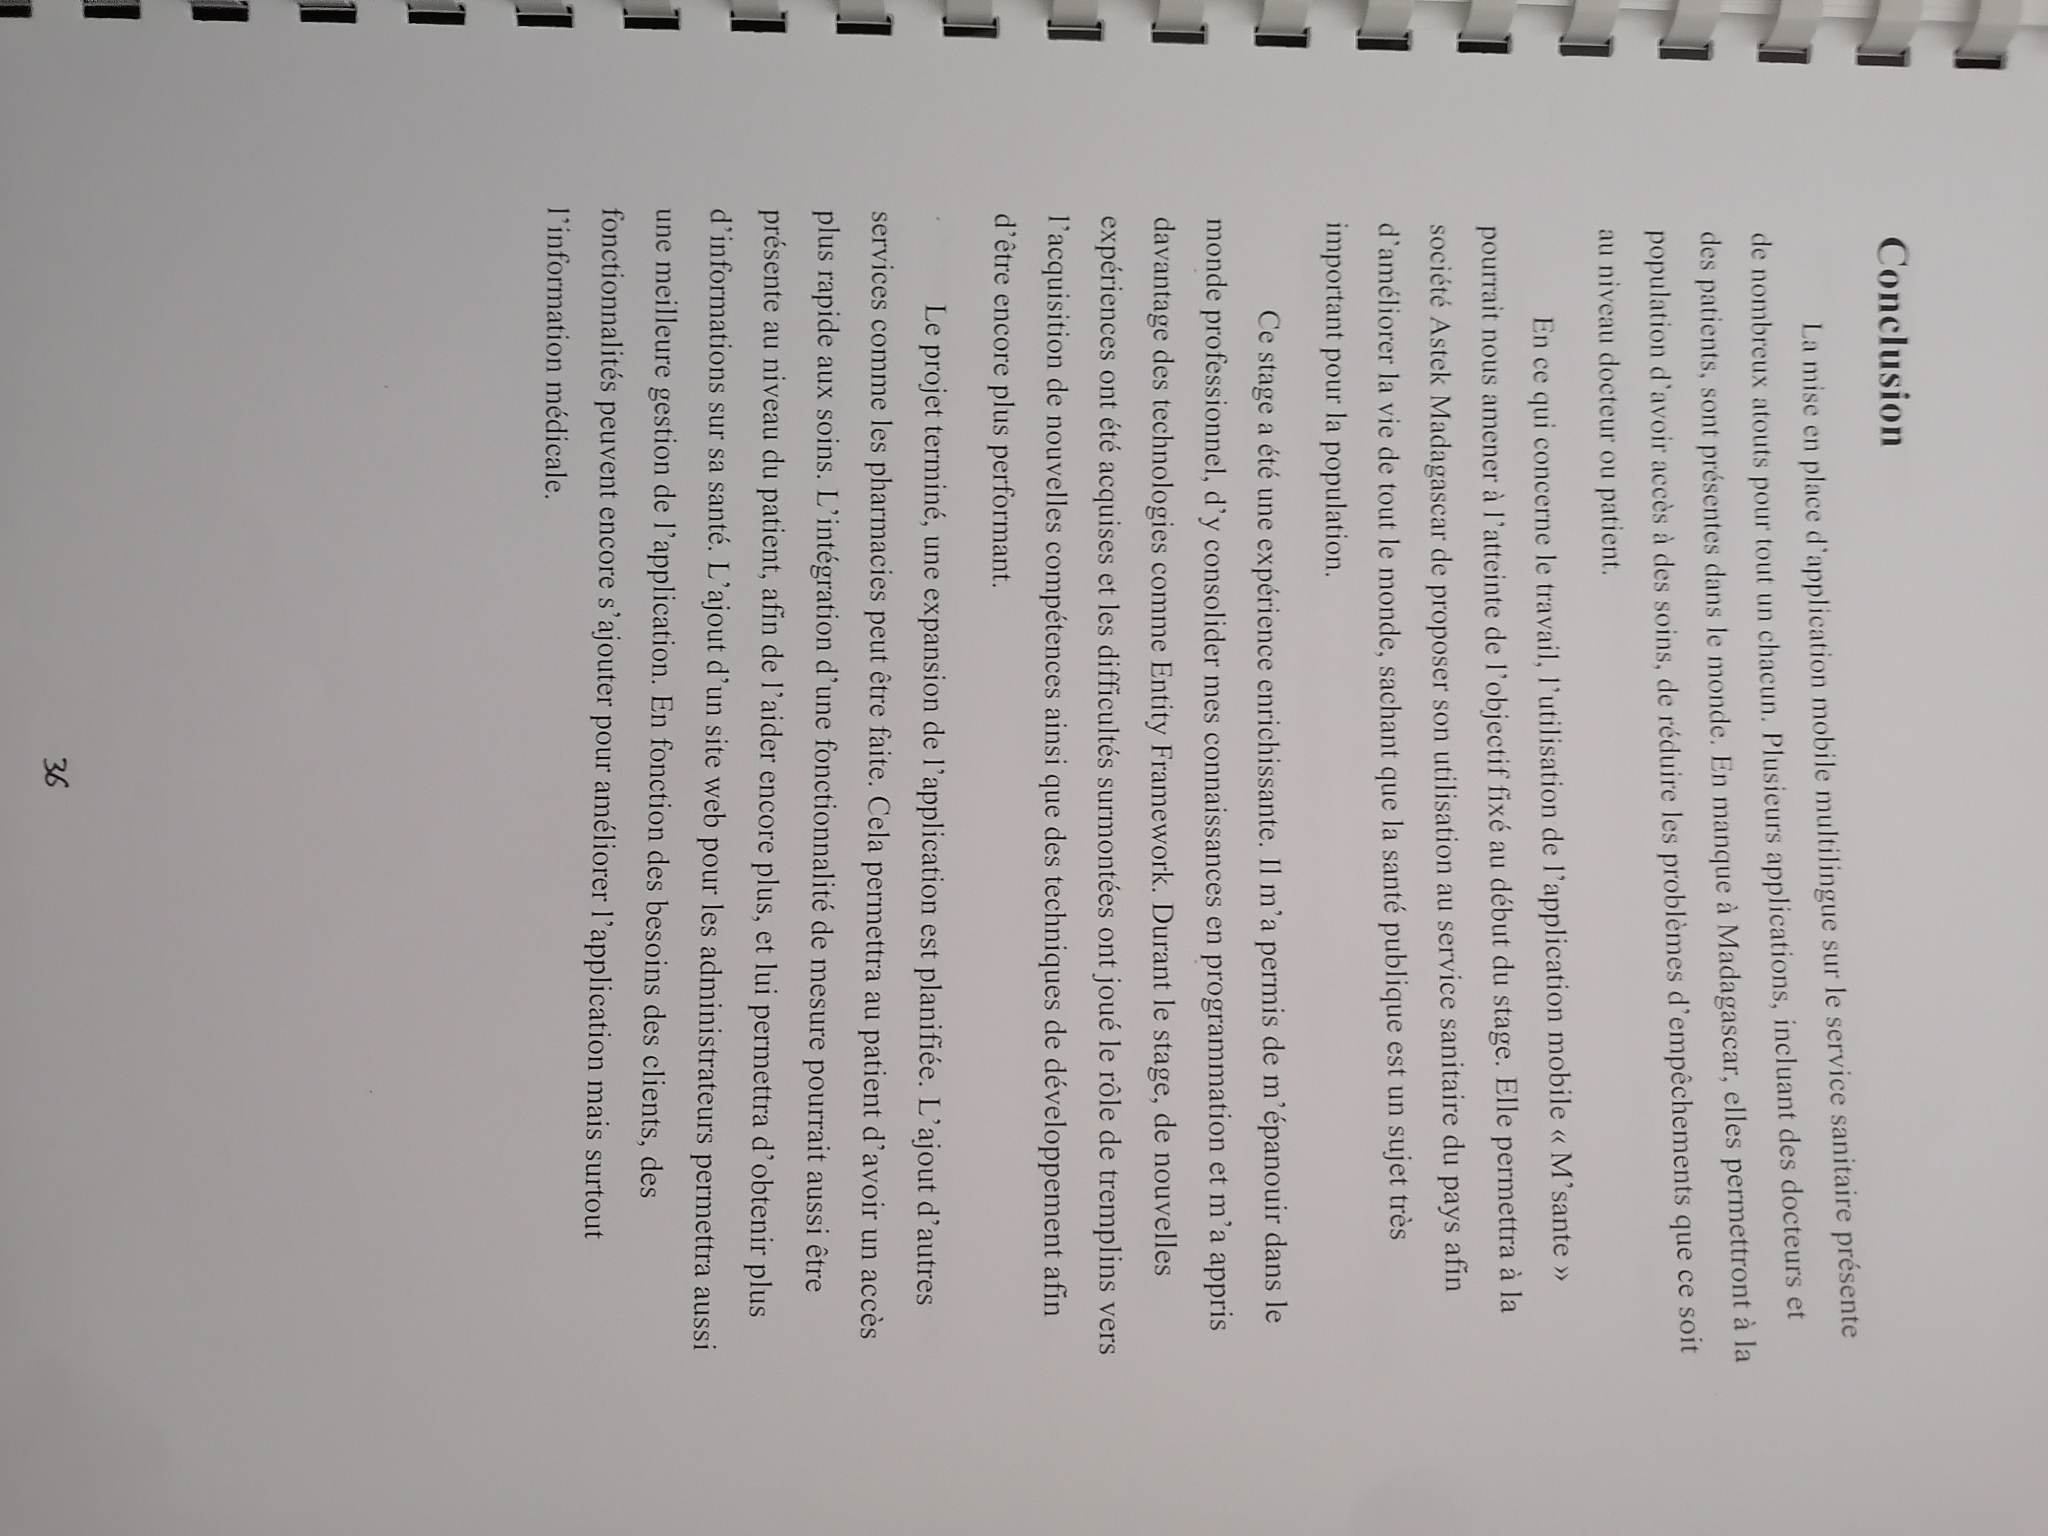 Conclusion
La mise en place d'application mobile multilingue sur le service sanitaire présente
de nombreux atouts pour tout un chacun. Plusieurs applications, incluant des docteurs et
des patients, sont présentes dans le monde. En manque à Madagascar, elles permettront à la
population d'avoir accès à des soins, de réduire les problèmes d'empêchements que ce soit
au niveau docteur ou patient.
En ce qui concerne le travail, l'utilisation de l'application mobile « M'sante »
pourrait nous amener à l'atteinte de l'objectif fixé au début du stage. Elle permettra à la
société Astek Madagascar de proposer son utilisation au service sanitaire du pays afin
d'améliorer la vie de tout le monde, sachant que la santé publique est un sujet très
important pour la population.
Ce stage a été une expérience enrichissante. Il m'a permis de m'épanouir dans le
monde professionnel, d'y consolider mes connaissances en programmation et m'a appris
davantage des technologies comme Entity Framework. Durant le stage, de nouvelles
expériences ont été acquises et les difficultés surmontées ont joué le rôle de tremplins vers
l'acquisition de nouvelles compétences ainsi que des techniques de développement afin
d'être encore plus performant.
Le projet terminé, une expansion de l'application est planifiée. L'ajout d'autres
services comme les pharmacies peut être faite. Cela permettra au patient d'avoir un accès
plus rapide aux soins. L'intégration d'une fonctionnalité de mesure pourrait aussi être
présente au niveau du patient, afin de l'aider encore plus, et lui permettra d'obtenir plus
d'informations sur sa santé. L'ajout d'un site web pour les administrateurs permettra aussi
une meilleure gestion de l'application. En fonction des besoins des clients, des
fonctionnalités peuvent encore s'ajouter pour améliorer l'application mais surtout
l'information médicale.
36